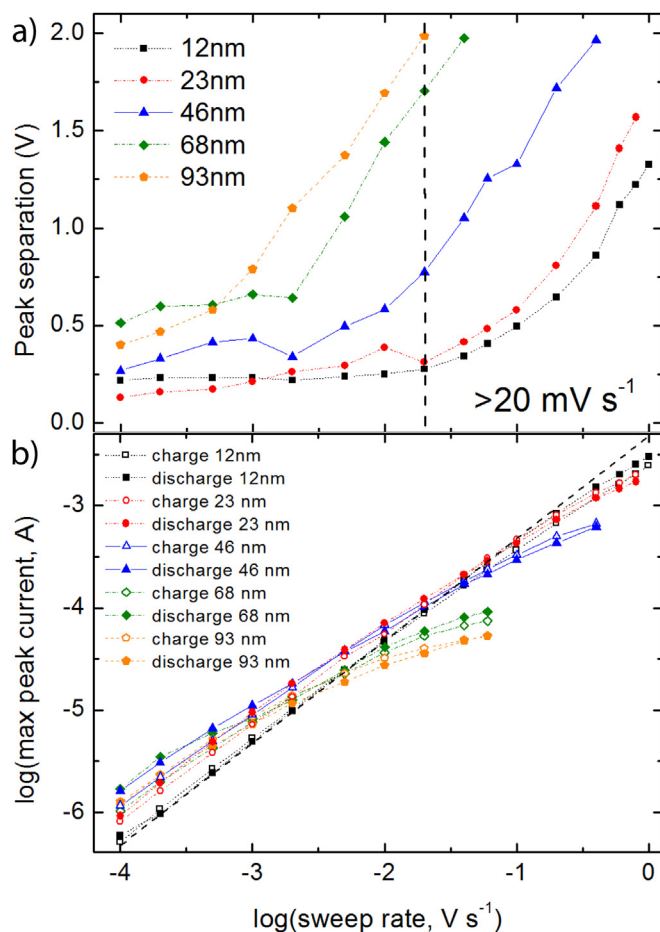 a)
2.0
1.5
1.0
0.5
0.0
Peak separation (V)
12nm
23nm
46nm
68nm
93nm
>20 mV s⁻¹
b)
-3
-4
-5
-6
log(max peak current, A)
charge 12nm
discharge 12nm
charge 23 nm
discharge 23 nm
charge 46 nm
discharge 46 nm
charge 68 nm
discharge 68 nm
charge 93 nm
discharge 93 nm
-4 -3 -2 -1 0
log(sweep rate, V s⁻¹)